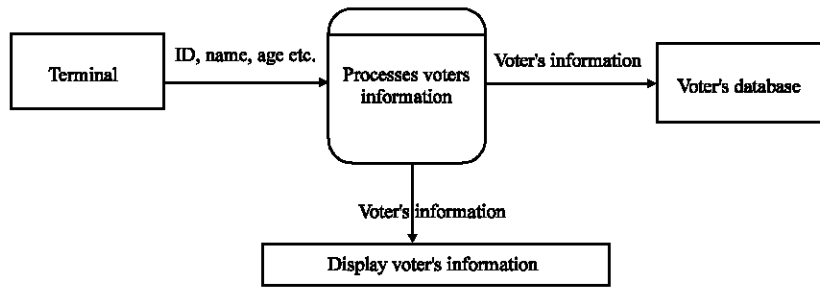 Terminal
ID, name, age etc.
Processes voters
information
Voter's information
Voter's database
Voter's information
Display voter's information